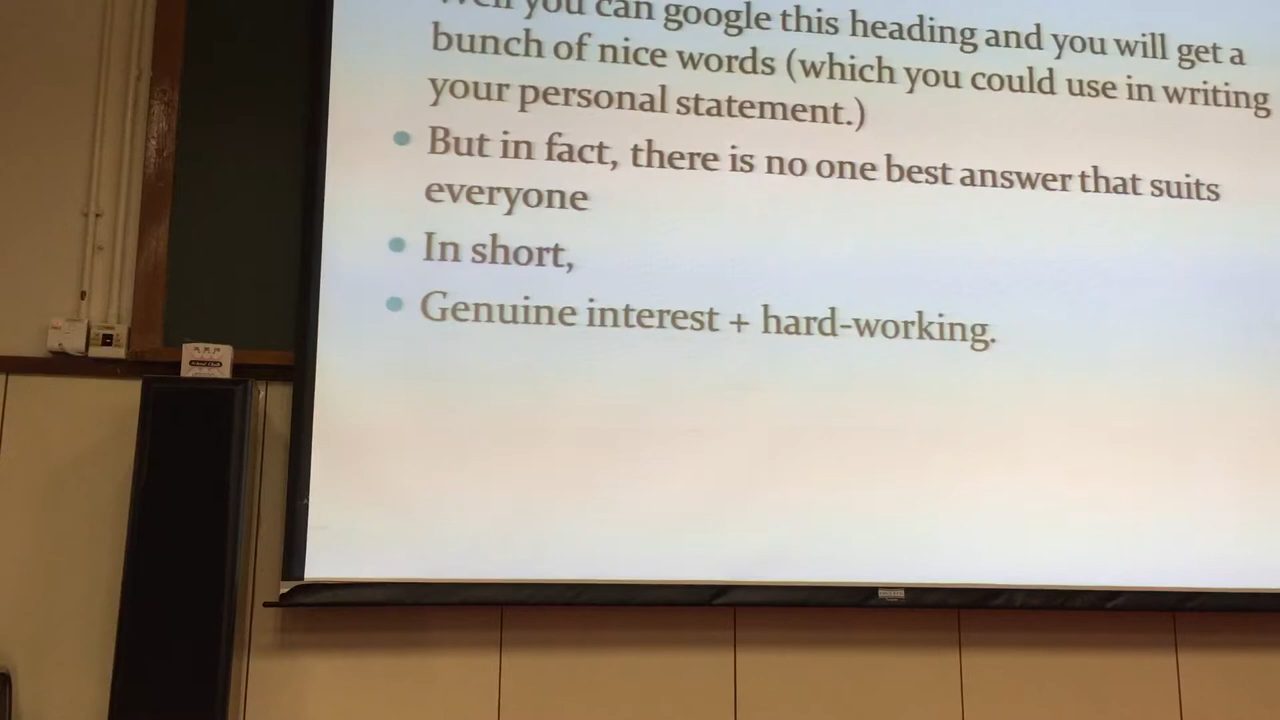 Well you can google this heading and you will get a
bunch of nice words (which you could use in writing
your personal statement.)
But in fact, there is no one best answer that suits
everyone
In short,
Genuine interest + hard-working.